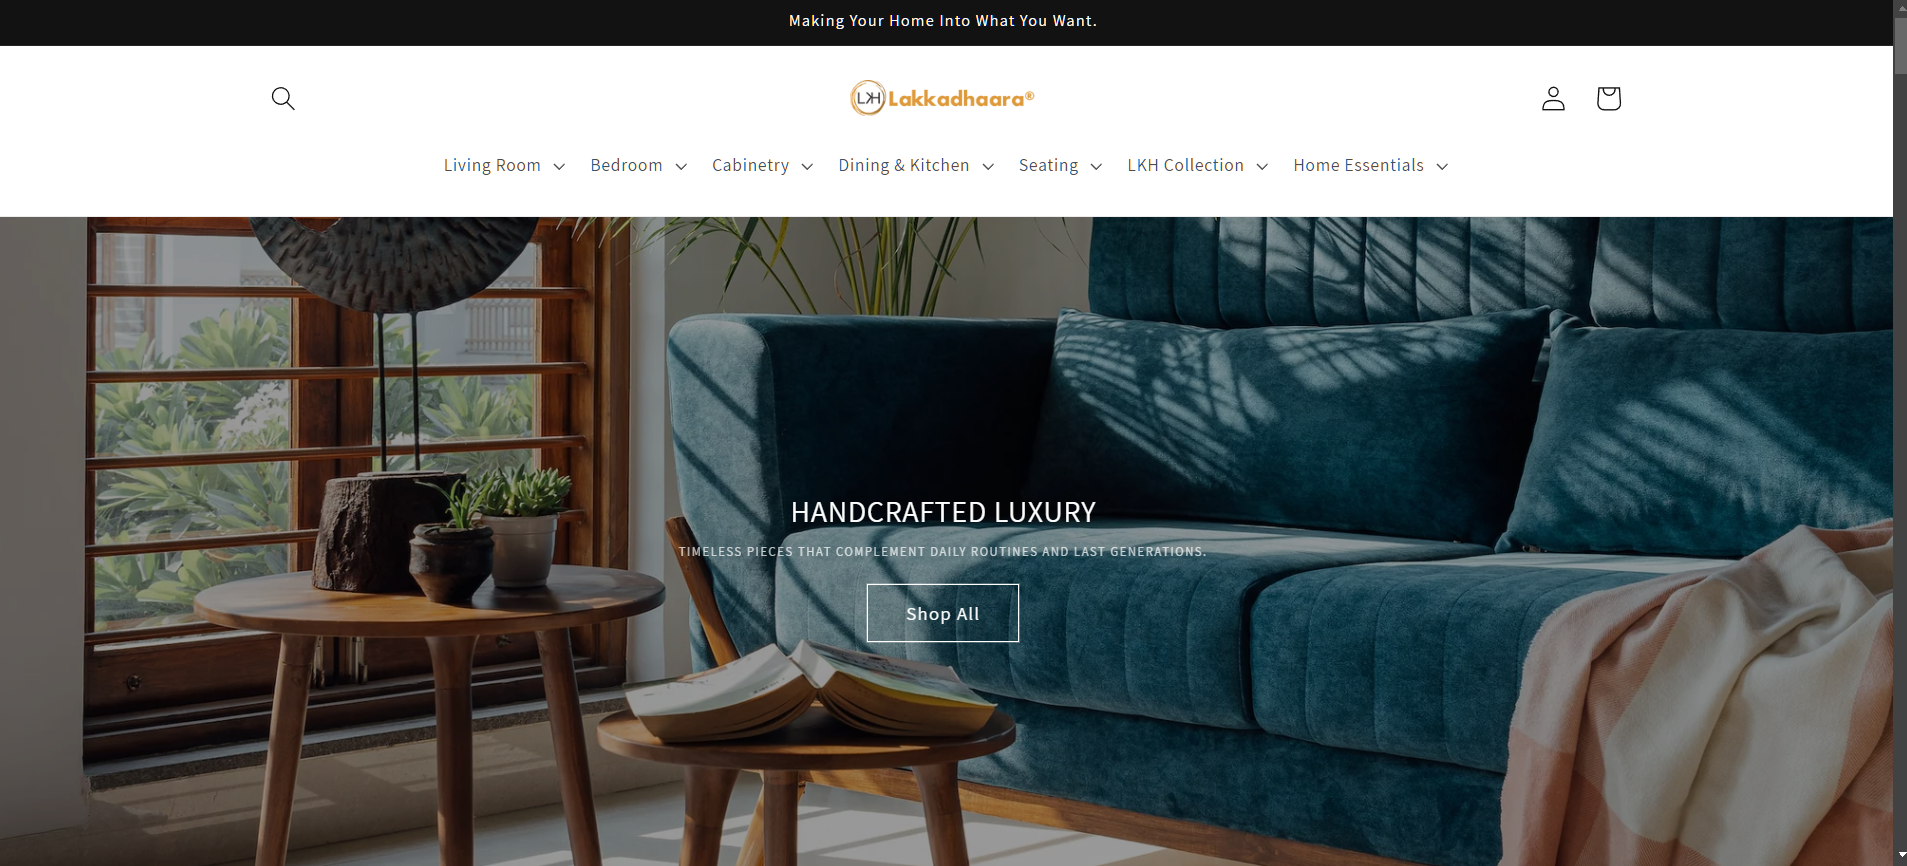 Making Your Home Into What You Want.
LKH Lakkadhaara®
Living Room Bedroom Cabinetry Dining & Kitchen Seating LKH Collection Home Essentials
HANDCRAFTED LUXURY
TIMELESS PIECES THAT COMPLEMENT DAILY ROUTINES AND LAST GENERATIONS.
Shop All